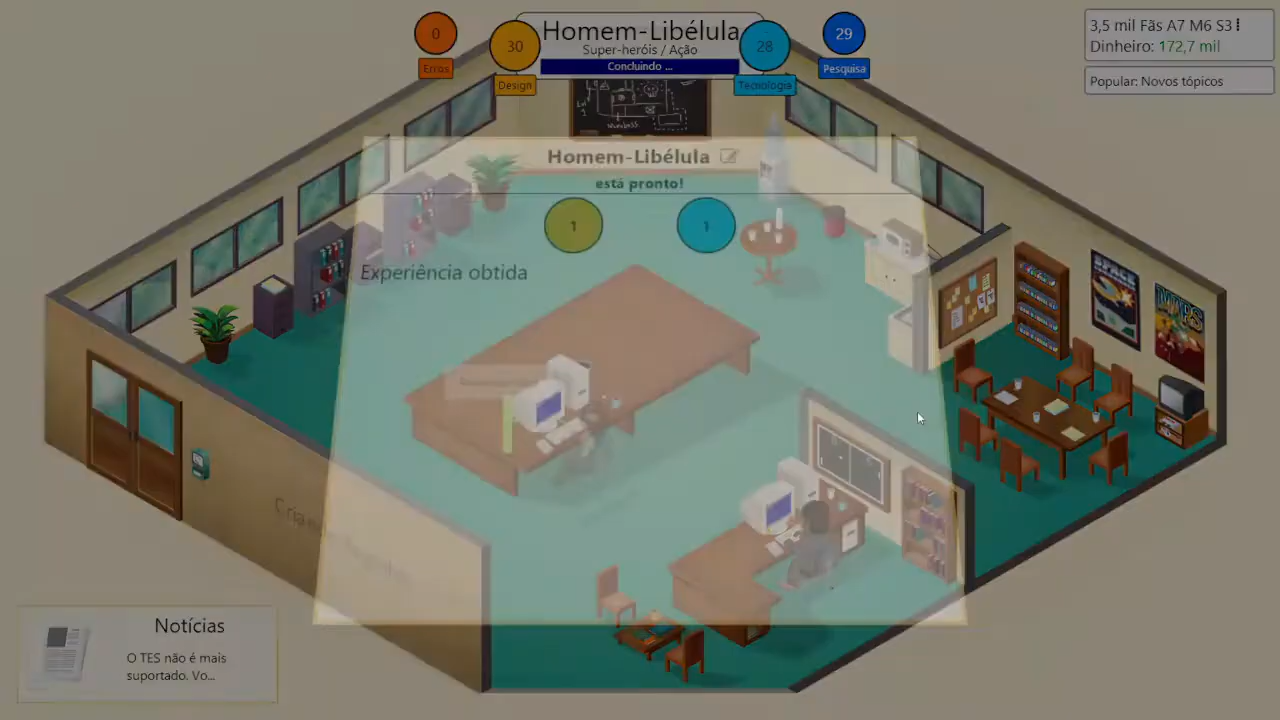 0
Erros
30
Design
Homem-Libélula
Super-heróis / Ação
Concluindo ...
28
Tecnologia
29
Pesquisa
3,5 mil Fãs A7 M6 S3
Dinheiro: 172,7 mil
Popular: Novos tópicos
Homem-Libélula
está pronto!
1
1
Experiência obtida
SPACE
Notícias
O TES não é mais
suportado. Vo...